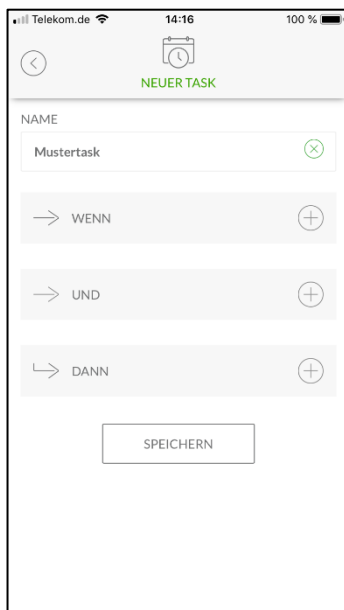 Telekom.de 14:16 100 %
NEUER TASK
NAME
Mustertask
WENN
UND
DANN
SPEICHERN